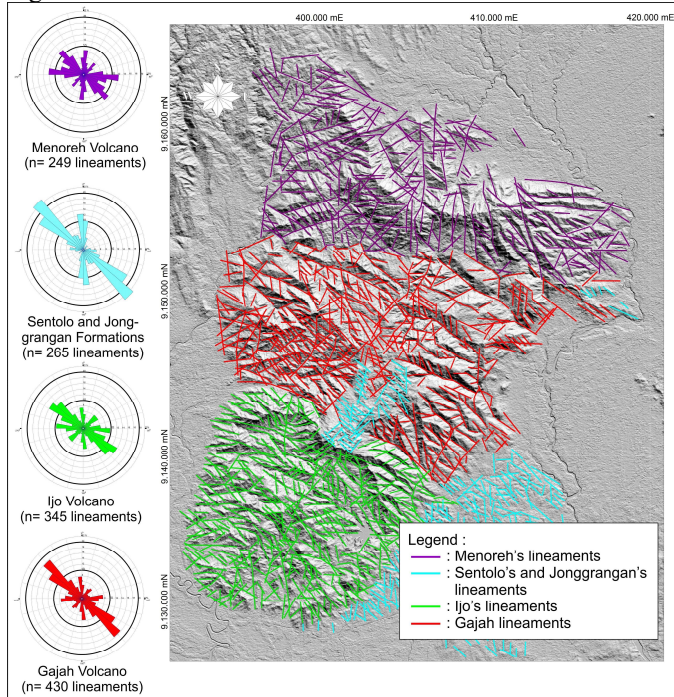 400.000 mE
410.000 mE
420.000 mE
9.160.000 mN
9.150.000 mN
9.140.000 mN
9.130.000 mN
Menoreh Volcano
(n= 249 lineaments)
Sentolo and Jong-
grangan Formations
(n= 265 lineaments)
Ijo Volcano
(n= 345 lineaments)
Gajah Volcano
(n= 430 lineaments)
Legend :
: Menoreh's lineaments
: Sentolo's and Jonggrangan's
lineaments
: Ijo's lineaments
: Gajah lineaments